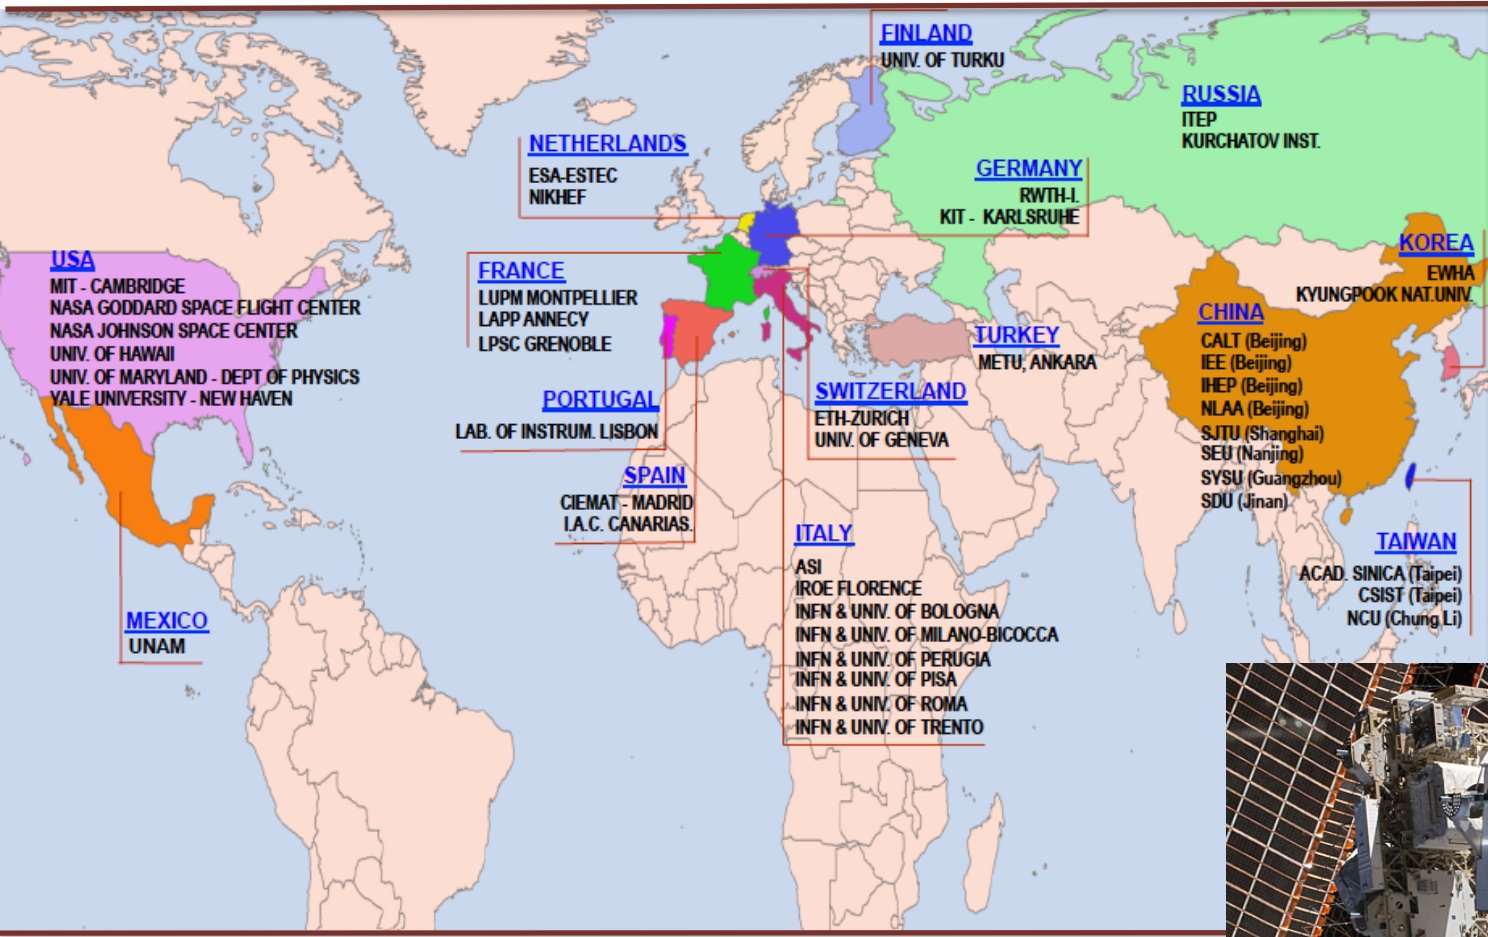 FINLAND
UNIV. OF TURKU
RUSSIA
ITEP
KURCHATOV INST.
NETHERLANDS
ESA-ESTEC
NIKHEF
GERMANY
RWTH-I.
KIT - KARLSRUHE
USA
MIT - CAMBRIDGE
NASA GODDARD SPACE FLIGHT CENTER
NASA JOHNSON SPACE CENTER
UNIV. OF HAWAII
UNIV. OF MARYLAND - DEPT OF PHYSICS
YALE UNIVERSITY - NEW HAVEN
FRANCE
LUPM MONTPELLIER
LAPP ANNECY
LPSC GRENOBLE
KOREA
EWHA
KYUNGPOOK NAT.UNIV.
CHINA
CALT (Beijing)
IEE (Beijing)
IHEP (Beijing)
NLAA (Beijing)
SJTU (Shanghai)
SEU (Nanjing)
SYSU (Guangzhou)
SDU (Jinan)
TURKEY
METU, ANKARA
PORTUGAL
LAB. OF INSTRUM. LISBON
SWITZERLAND
ETH-ZURICH
UNIV. OF GENEVA
SPAIN
CIEMAT - MADRID
I.A.C. CANARIAS.
ITALY
ASI
IROE FLORENCE
INFN & UNIV. OF BOLOGNA
INFN & UNIV. OF MILANO-BICOCCA
INFN & UNIV. OF PERUGIA
INFN & UNIV. OF PISA
INFN & UNIV. OF ROMA
INFN & UNIV. OF TRENTO
TAIWAN
ACAD. SINICA (Taipei)
CSIST (Taipei)
NCU (Chung Li)
MEXICO
UNAM